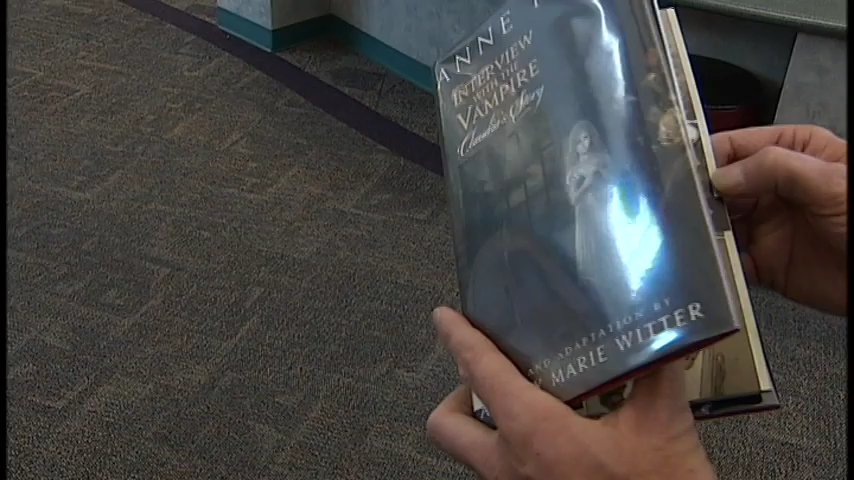 ANNE
INTERVIEW
WITH THE
VAMPIRE
Claudia's Story
AND ADAPTATION BY
MARIE WITTER